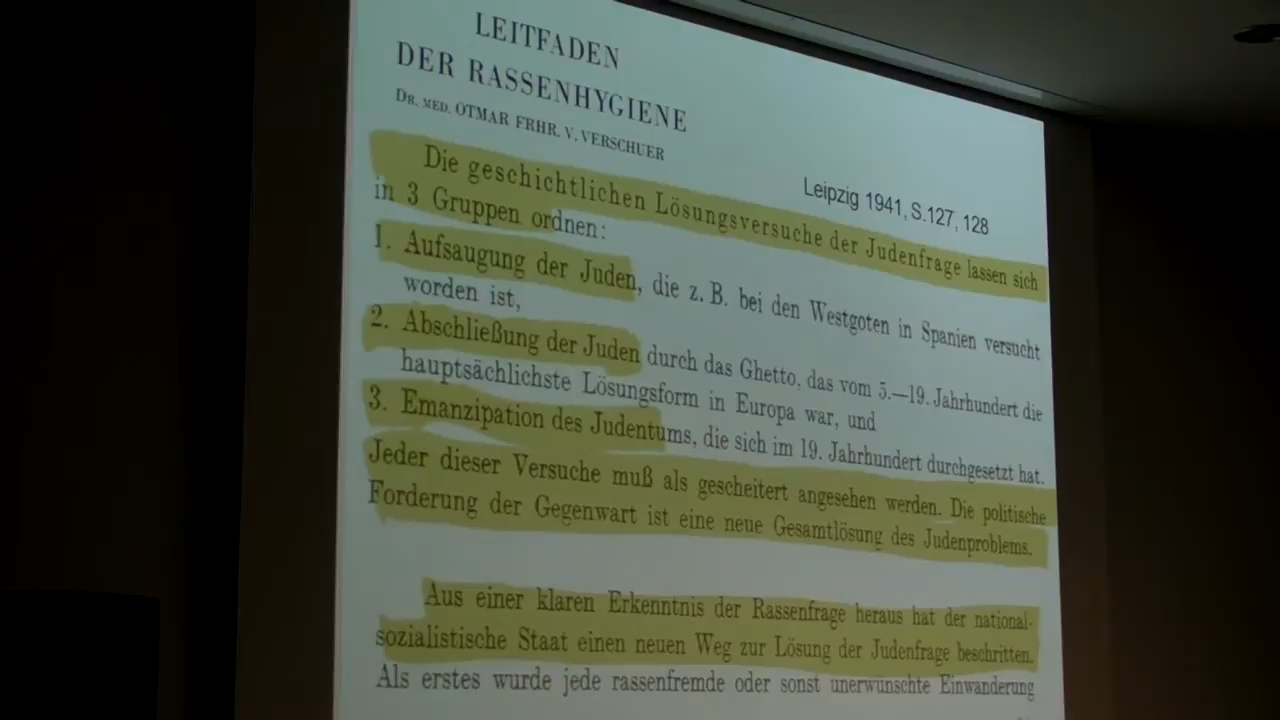 LEITFADEN
DER RASSENHYGIENE
DR. MED. OTMAR FRHR. V. VERSCHUER
Leipzig 1941, S.127, 128
Die geschichtlichen Lösungsversuche der Judenfrage lassen sich
in 3 Gruppen ordnen:
1. Aufsaugung der Juden, die z. B. bei den Westgoten in Spanien versucht
worden ist,
2. Abschließung der Juden durch das Ghetto, das vom 5.—19. Jahrhundert die
hauptsächlichste Lösungsform in Europa war, und
3. Emanzipation des Judentums, die sich im 19. Jahrhundert durchgesetzt hat.
Jeder dieser Versuche muß als gescheitert angesehen werden. Die politische
Forderung der Gegenwart ist eine neue Gesamtlösung des Judenproblems.
Aus einer klaren Erkenntnis der Rassenfrage heraus hat der national-
sozialistische Staat einen neuen Weg zur Lösung der Judenfrage beschritten.
Als erstes wurde jede rassenfremde oder sonst unerwünschte Einwanderung